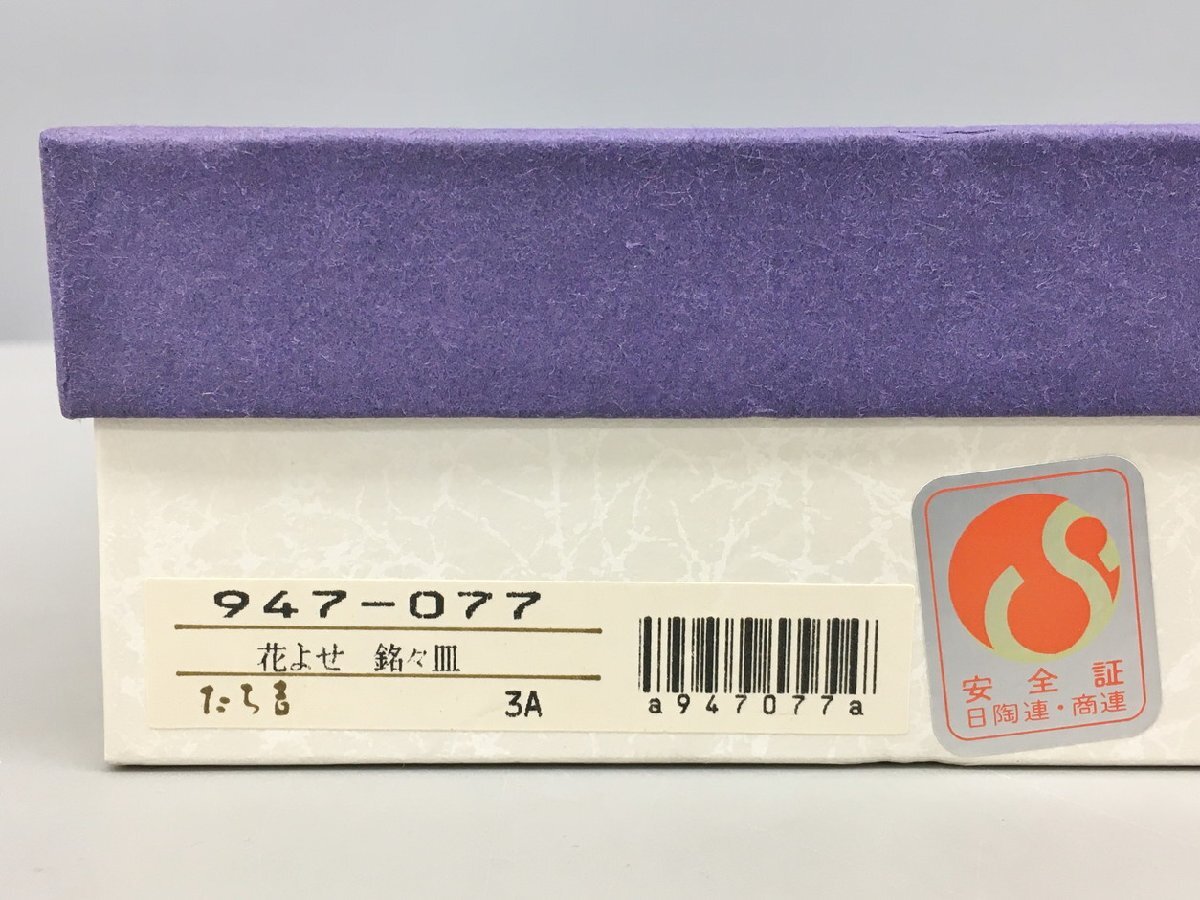 947-077
花よせ 銘々皿
たち吉
3A
a947077a
安全証
日陶連・商連